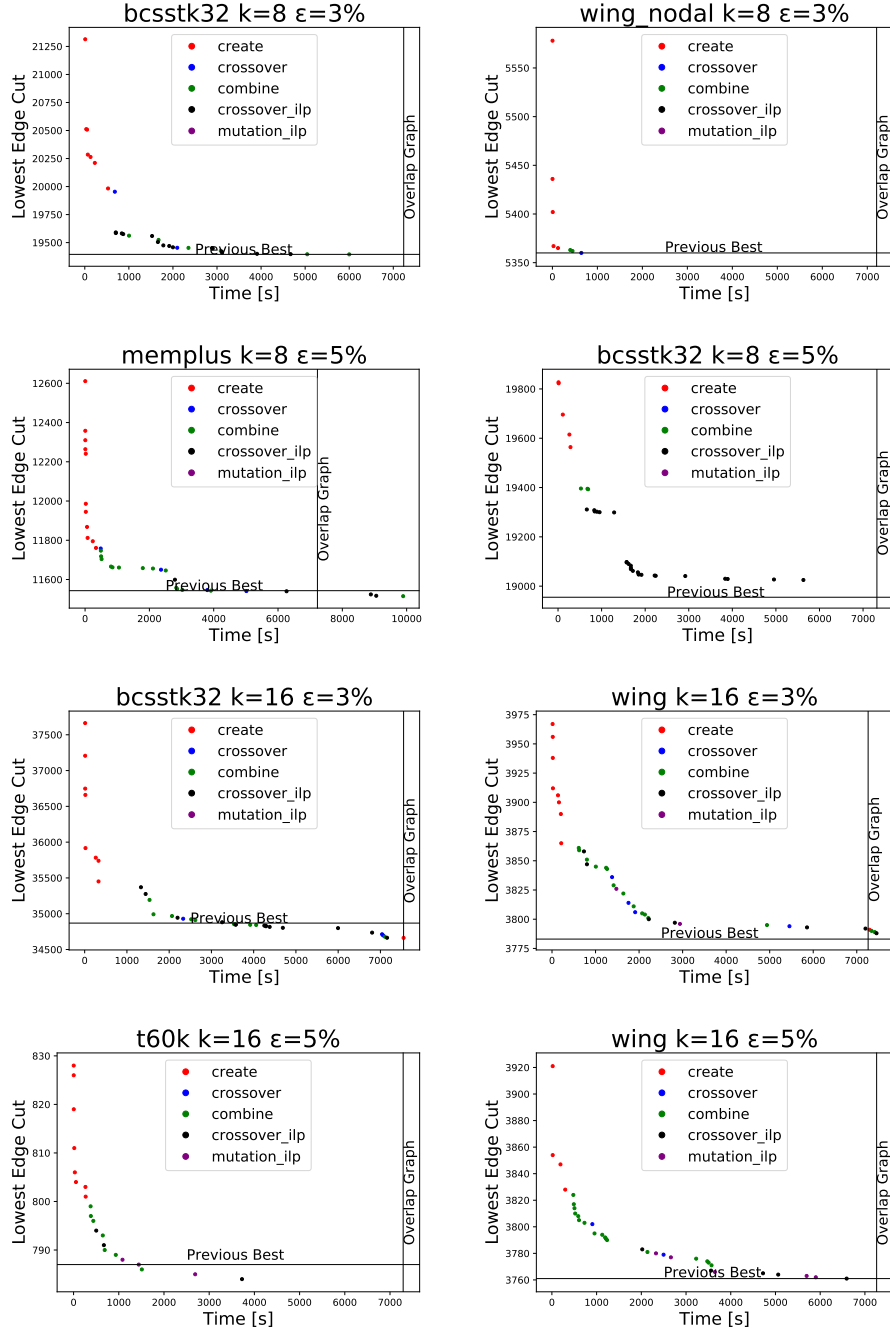 bcsstk32 k=8 ε=3%
Lowest Edge Cut
21250
21000
20750
20500
20250
20000
19750
19500
create
crossover
combine
crossover_ilp
mutation_ilp
Previous Best
Overlap Graph
0 1000 2000 3000 4000 5000 6000 7000
Time [s]
wing_nodal k=8 ε=3%
Lowest Edge Cut
5550
5500
5450
5400
5350
create
crossover
combine
crossover_ilp
mutation_ilp
Previous Best
Overlap Graph
0 1000 2000 3000 4000 5000 6000 7000
Time [s]
memplus k=8 ε=5%
Lowest Edge Cut
12600
12400
12200
12000
11800
11600
create
crossover
combine
crossover_ilp
mutation_ilp
Previous Best
Overlap Graph
0 2000 4000 6000 8000 10000
Time [s]
bcsstk32 k=8 ε=5%
Lowest Edge Cut
19800
19600
19400
19200
19000
create
crossover
combine
crossover_ilp
mutation_ilp
Previous Best
Overlap Graph
0 1000 2000 3000 4000 5000 6000 7000
Time [s]
bcsstk32 k=16 ε=3%
Lowest Edge Cut
37500
37000
36500
36000
35500
35000
34500
create
crossover
combine
crossover_ilp
mutation_ilp
Previous Best
Overlap Graph
0 1000 2000 3000 4000 5000 6000 7000
Time [s]
wing k=16 ε=3%
Lowest Edge Cut
3975
3950
3925
3900
3875
3850
3825
3800
3775
create
crossover
combine
crossover_ilp
mutation_ilp
Previous Best
Overlap Graph
0 1000 2000 3000 4000 5000 6000 7000
Time [s]
t60k k=16 ε=5%
Lowest Edge Cut
830
820
810
800
790
create
crossover
combine
crossover_ilp
mutation_ilp
Previous Best
Overlap Graph
0 1000 2000 3000 4000 5000 6000 7000
Time [s]
wing k=16 ε=5%
Lowest Edge Cut
3920
3900
3880
3860
3840
3820
3800
3780
3760
create
crossover
combine
crossover_ilp
mutation_ilp
Previous Best
Overlap Graph
0 1000 2000 3000 4000 5000 6000 7000
Time [s]